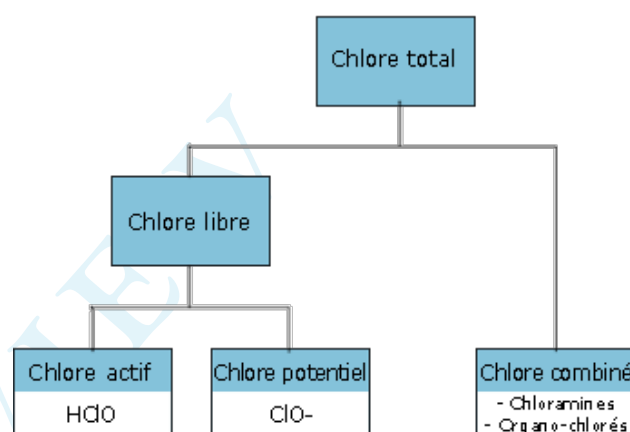 Chlore total
Chlore libre
Chlore actif
HClO
Chlore potentiel
ClO-
Chlore combiné
- Chloramines
- Organo-chlorés